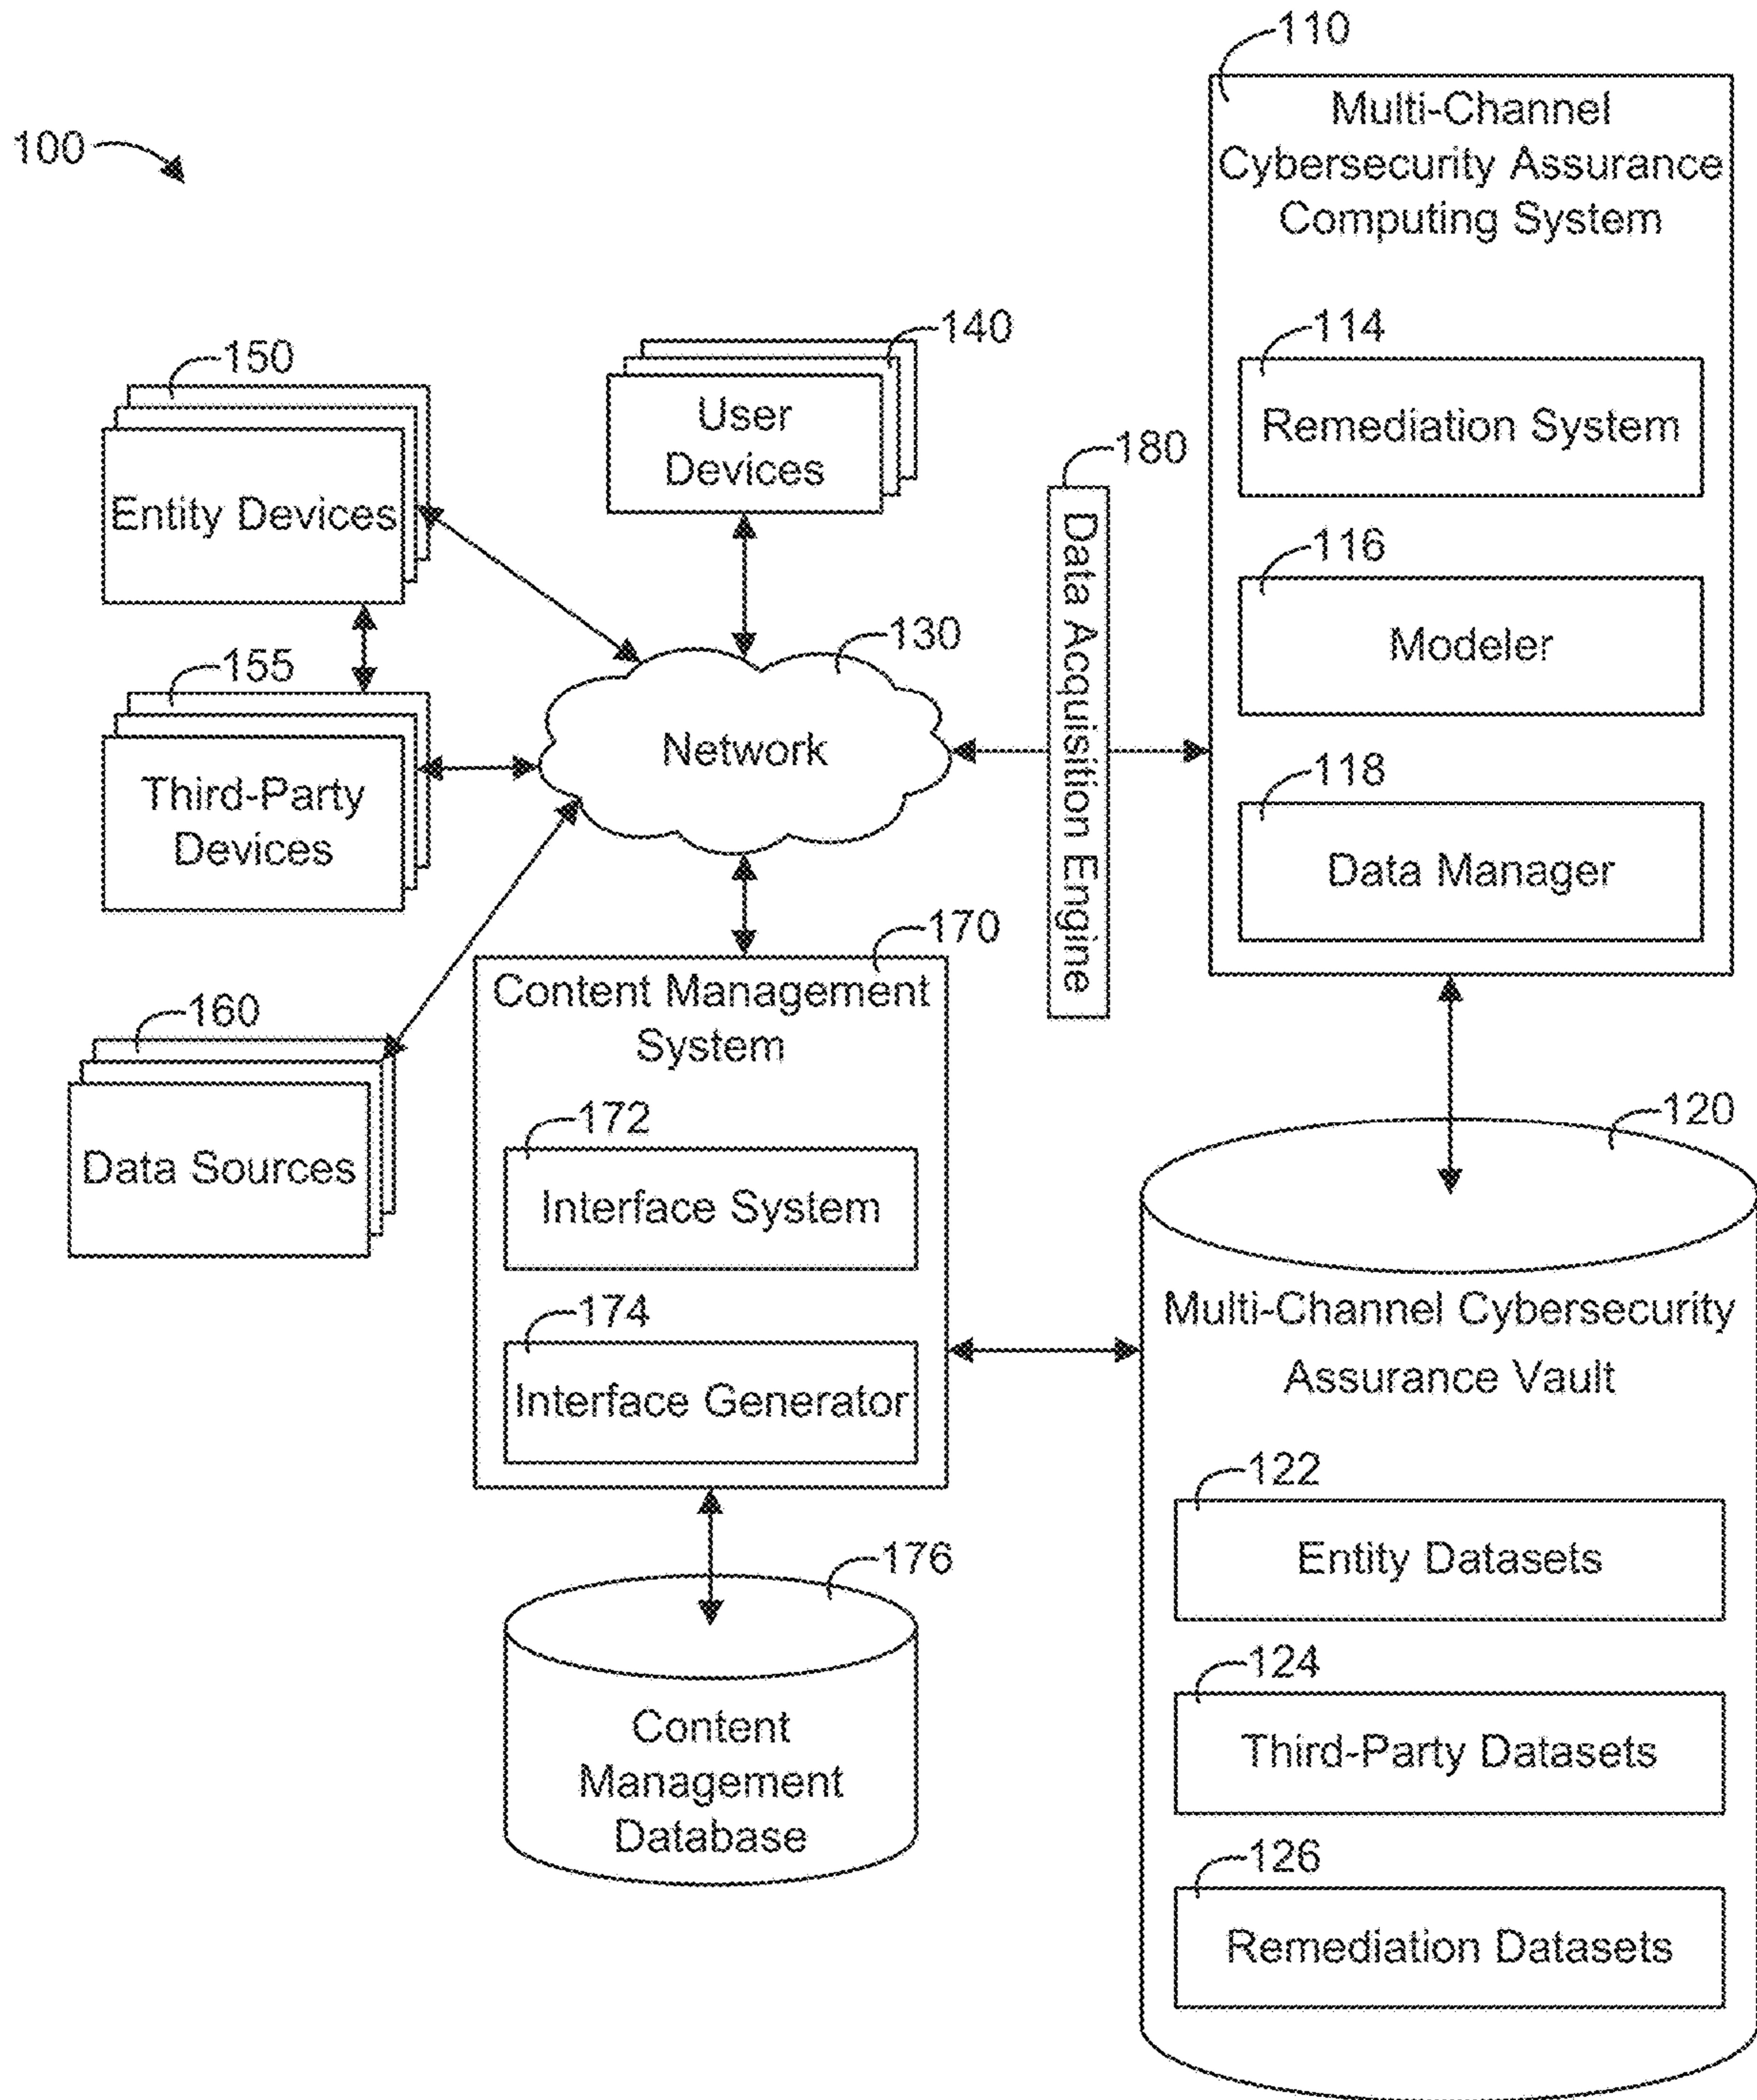 100
110
Multi-Channel
Cybersecurity Assurance
Computing System
114
Remediation System
116
Modeler
118
Data Manager
150
Entity Devices
140
User
Devices
180
Data Acquisition Engine
155
Third-Party
Devices
130
Network
160
Data Sources
170
Content Management
System
172
Interface System
174
Interface Generator
176
Content
Management
Database
120
Multi-Channel Cybersecurity
Assurance Vault
122
Entity Datasets
124
Third-Party Datasets
126
Remediation Datasets